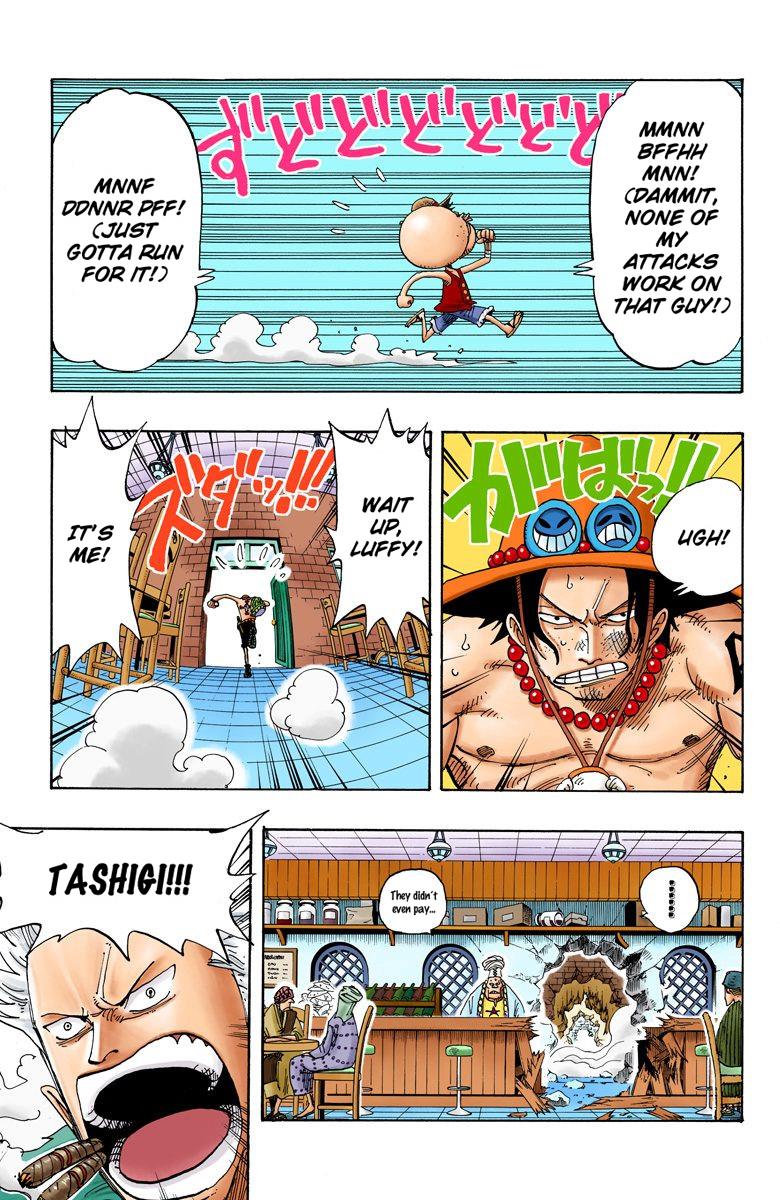 MMNN
BFFHH
MNN!
(DAMMIT,
NONE OF
MY
ATTACKS
WORK ON
THAT GUY!)
ずどどどどどどど
MNNF
DDNNR PFF!
(JUST
GOTTA RUN
FOR IT!)
がばっ!!
UGH!
WAIT
UP,
LUFFY!
ズダッ!!!
IT'S
ME!
They didn't
even pay...
TASHIGI!!!